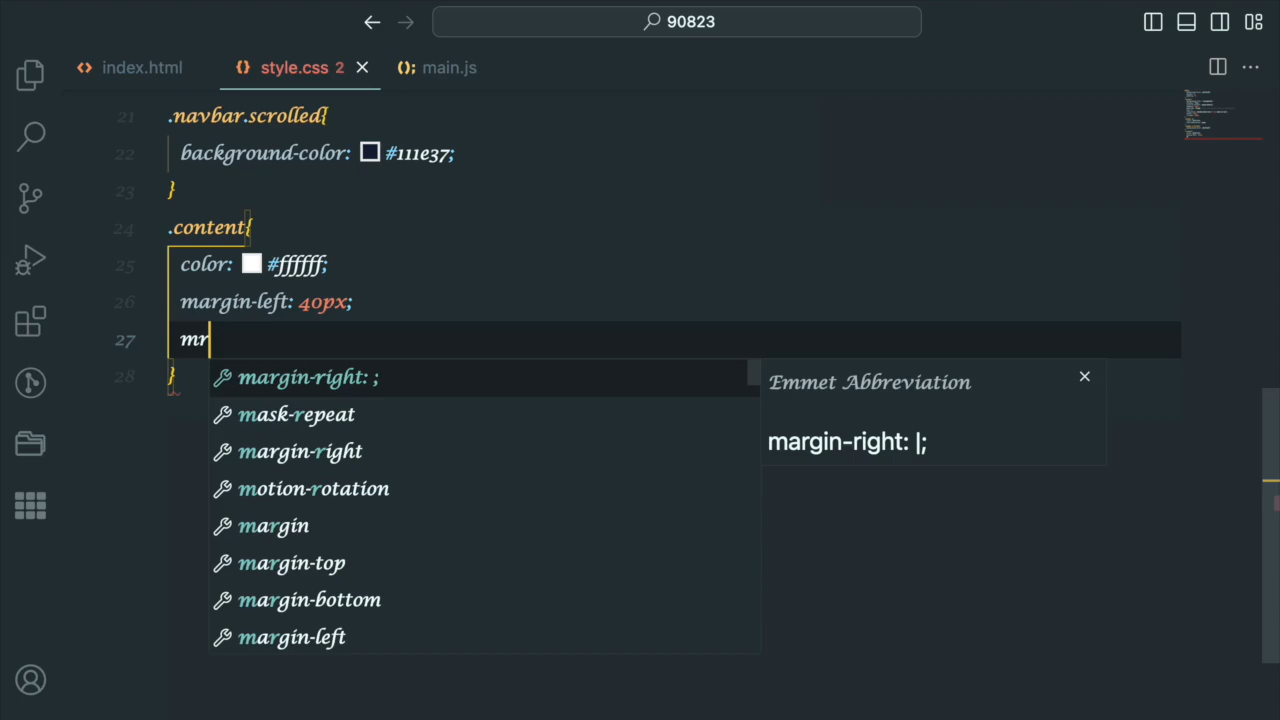 90823
index.html
style.css 2
main.js
21 .navbar.scrolled{
22 background-color: #111e37;
23 }
24 .content{
25 color: #ffffff;
26 margin-left: 40px;
27 mr
28 }
margin-right: ;
mask-repeat
margin-right
motion-rotation
margin
margin-top
margin-bottom
margin-left
Emmet Abbreviation
margin-right: |;